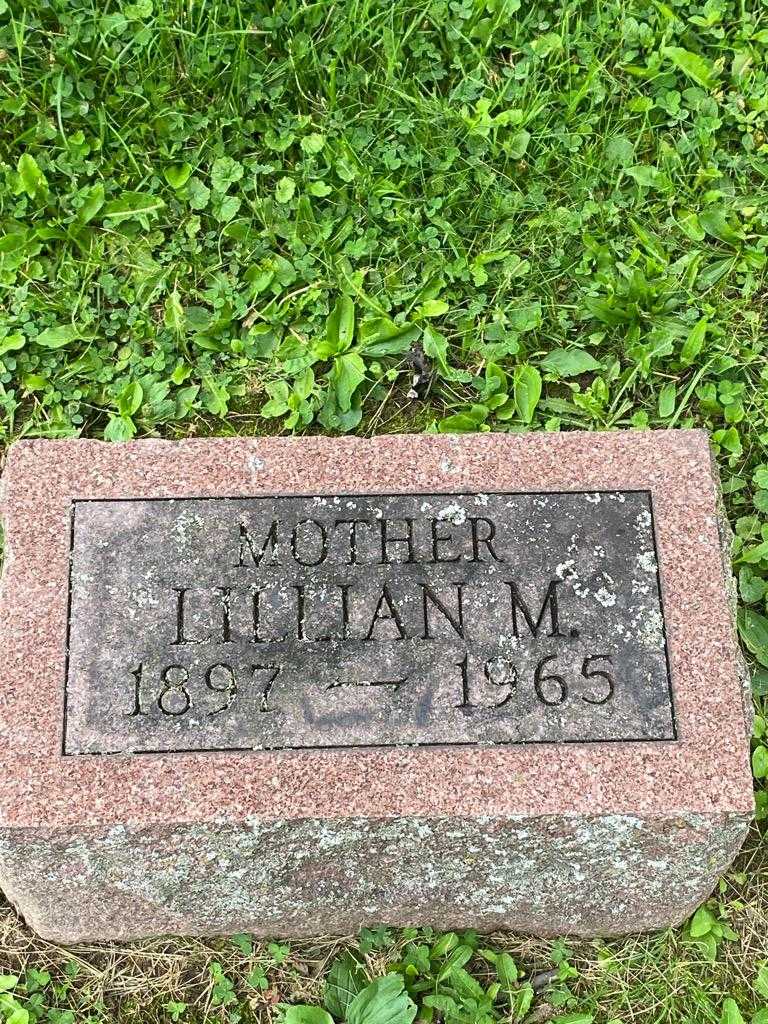 MOTHER
LILLIAN M.
1897 — 1965